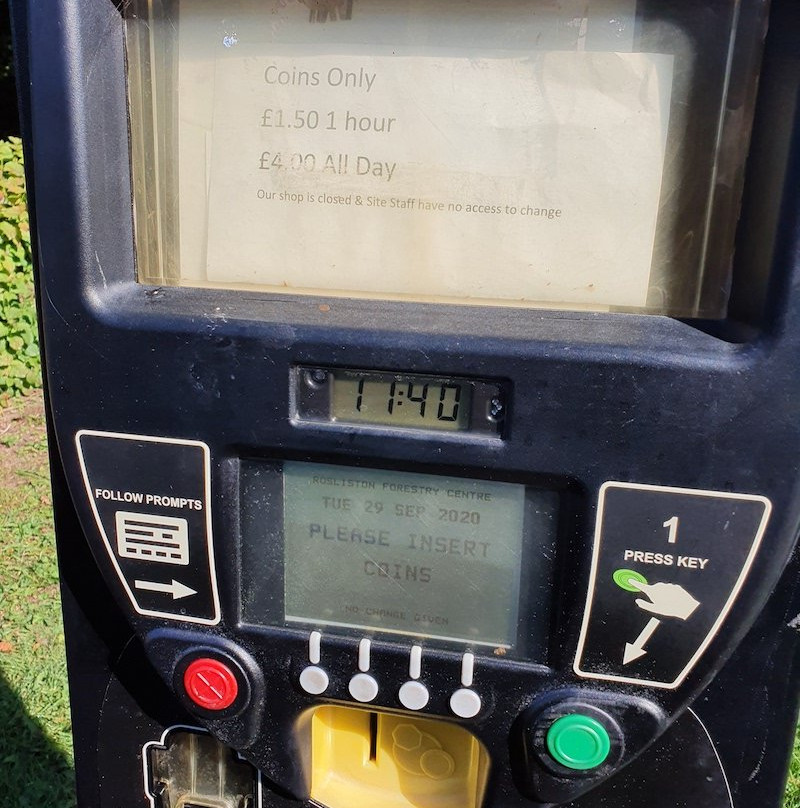 Coins Only
£1.50 1 hour
£4.00 All Day
Our shop is closed & Site Staff have no access to change
11:40
FOLLOW PROMPTS
ROSLISTON FORESTRY CENTRE
TUE 29 SEP 2020
PLEASE INSERT
COINS
NO CHANGE GIVEN
1
PRESS KEY